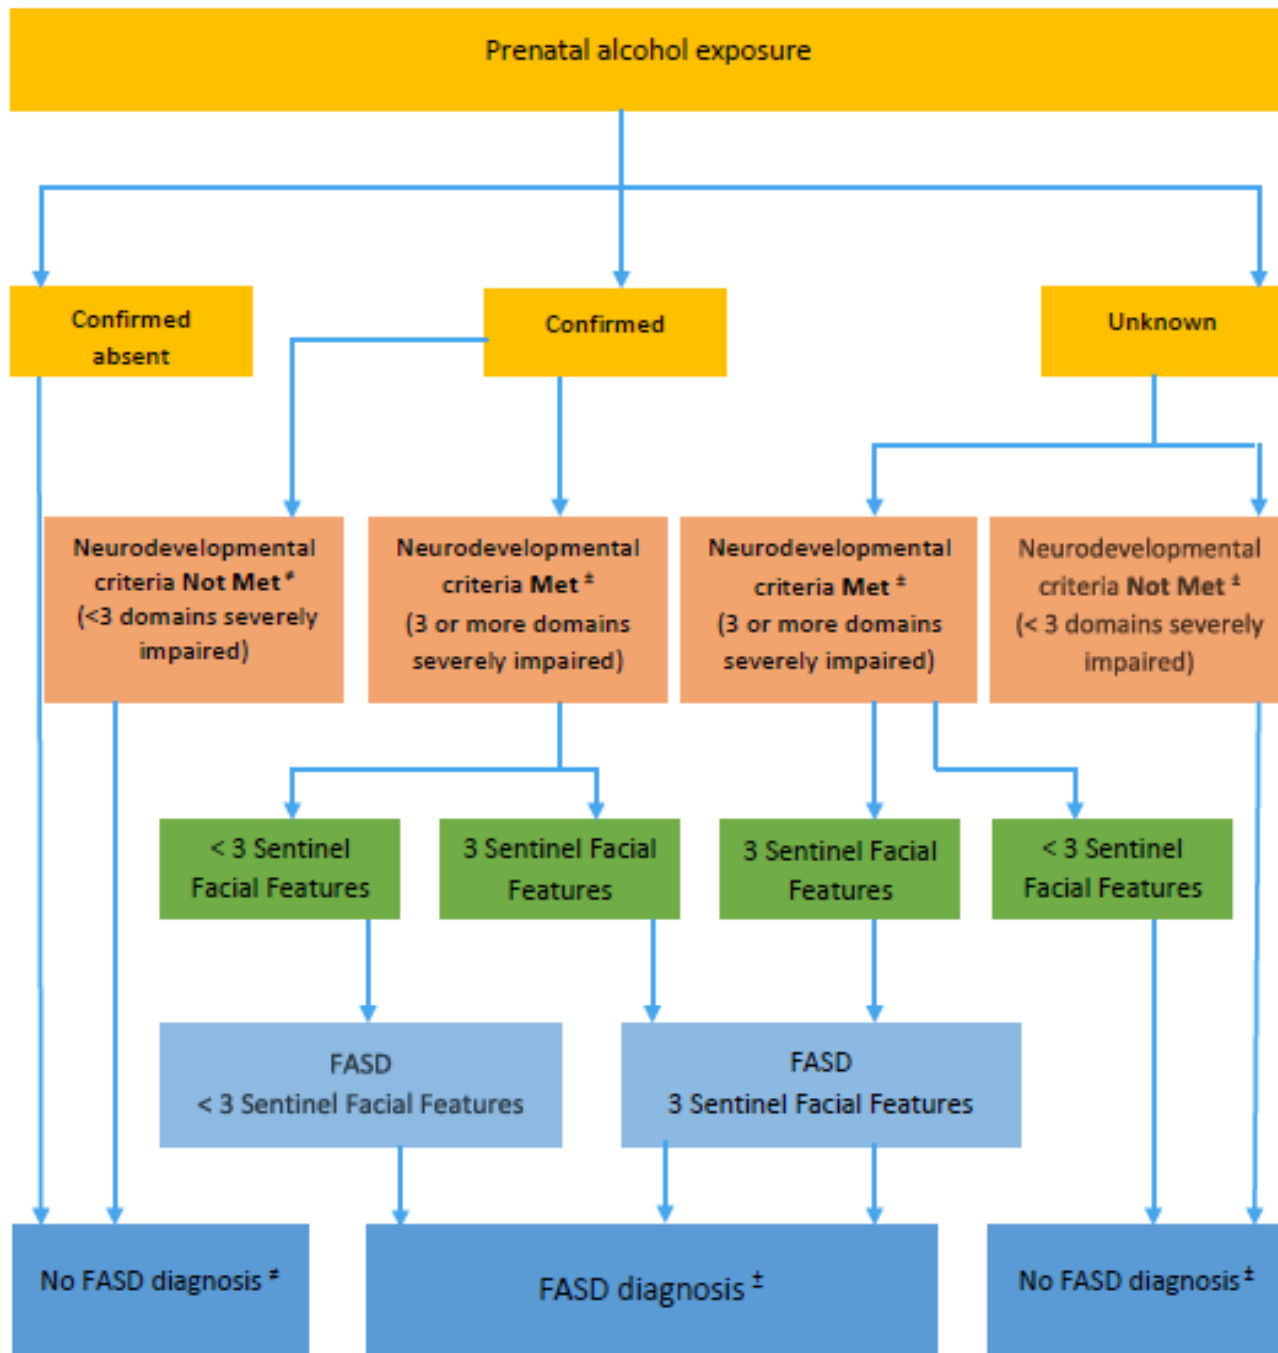 Prenatal alcohol exposure
Confirmed
absent
Confirmed
Unknown
Neurodevelopmental
criteria Not Met ≠
(<3 domains severely
impaired)
Neurodevelopmental
criteria Met ±
(3 or more domains
severely impaired)
Neurodevelopmental
criteria Met ±
(3 or more domains
severely impaired)
Neurodevelopmental
criteria Not Met ±
(< 3 domains severely
impaired)
< 3 Sentinel
Facial Features
3 Sentinel Facial
Features
3 Sentinel Facial
Features
< 3 Sentinel
Facial Features
FASD
< 3 Sentinel Facial Features
FASD
3 Sentinel Facial Features
No FASD diagnosis ≠
FASD diagnosis ±
No FASD diagnosis ±